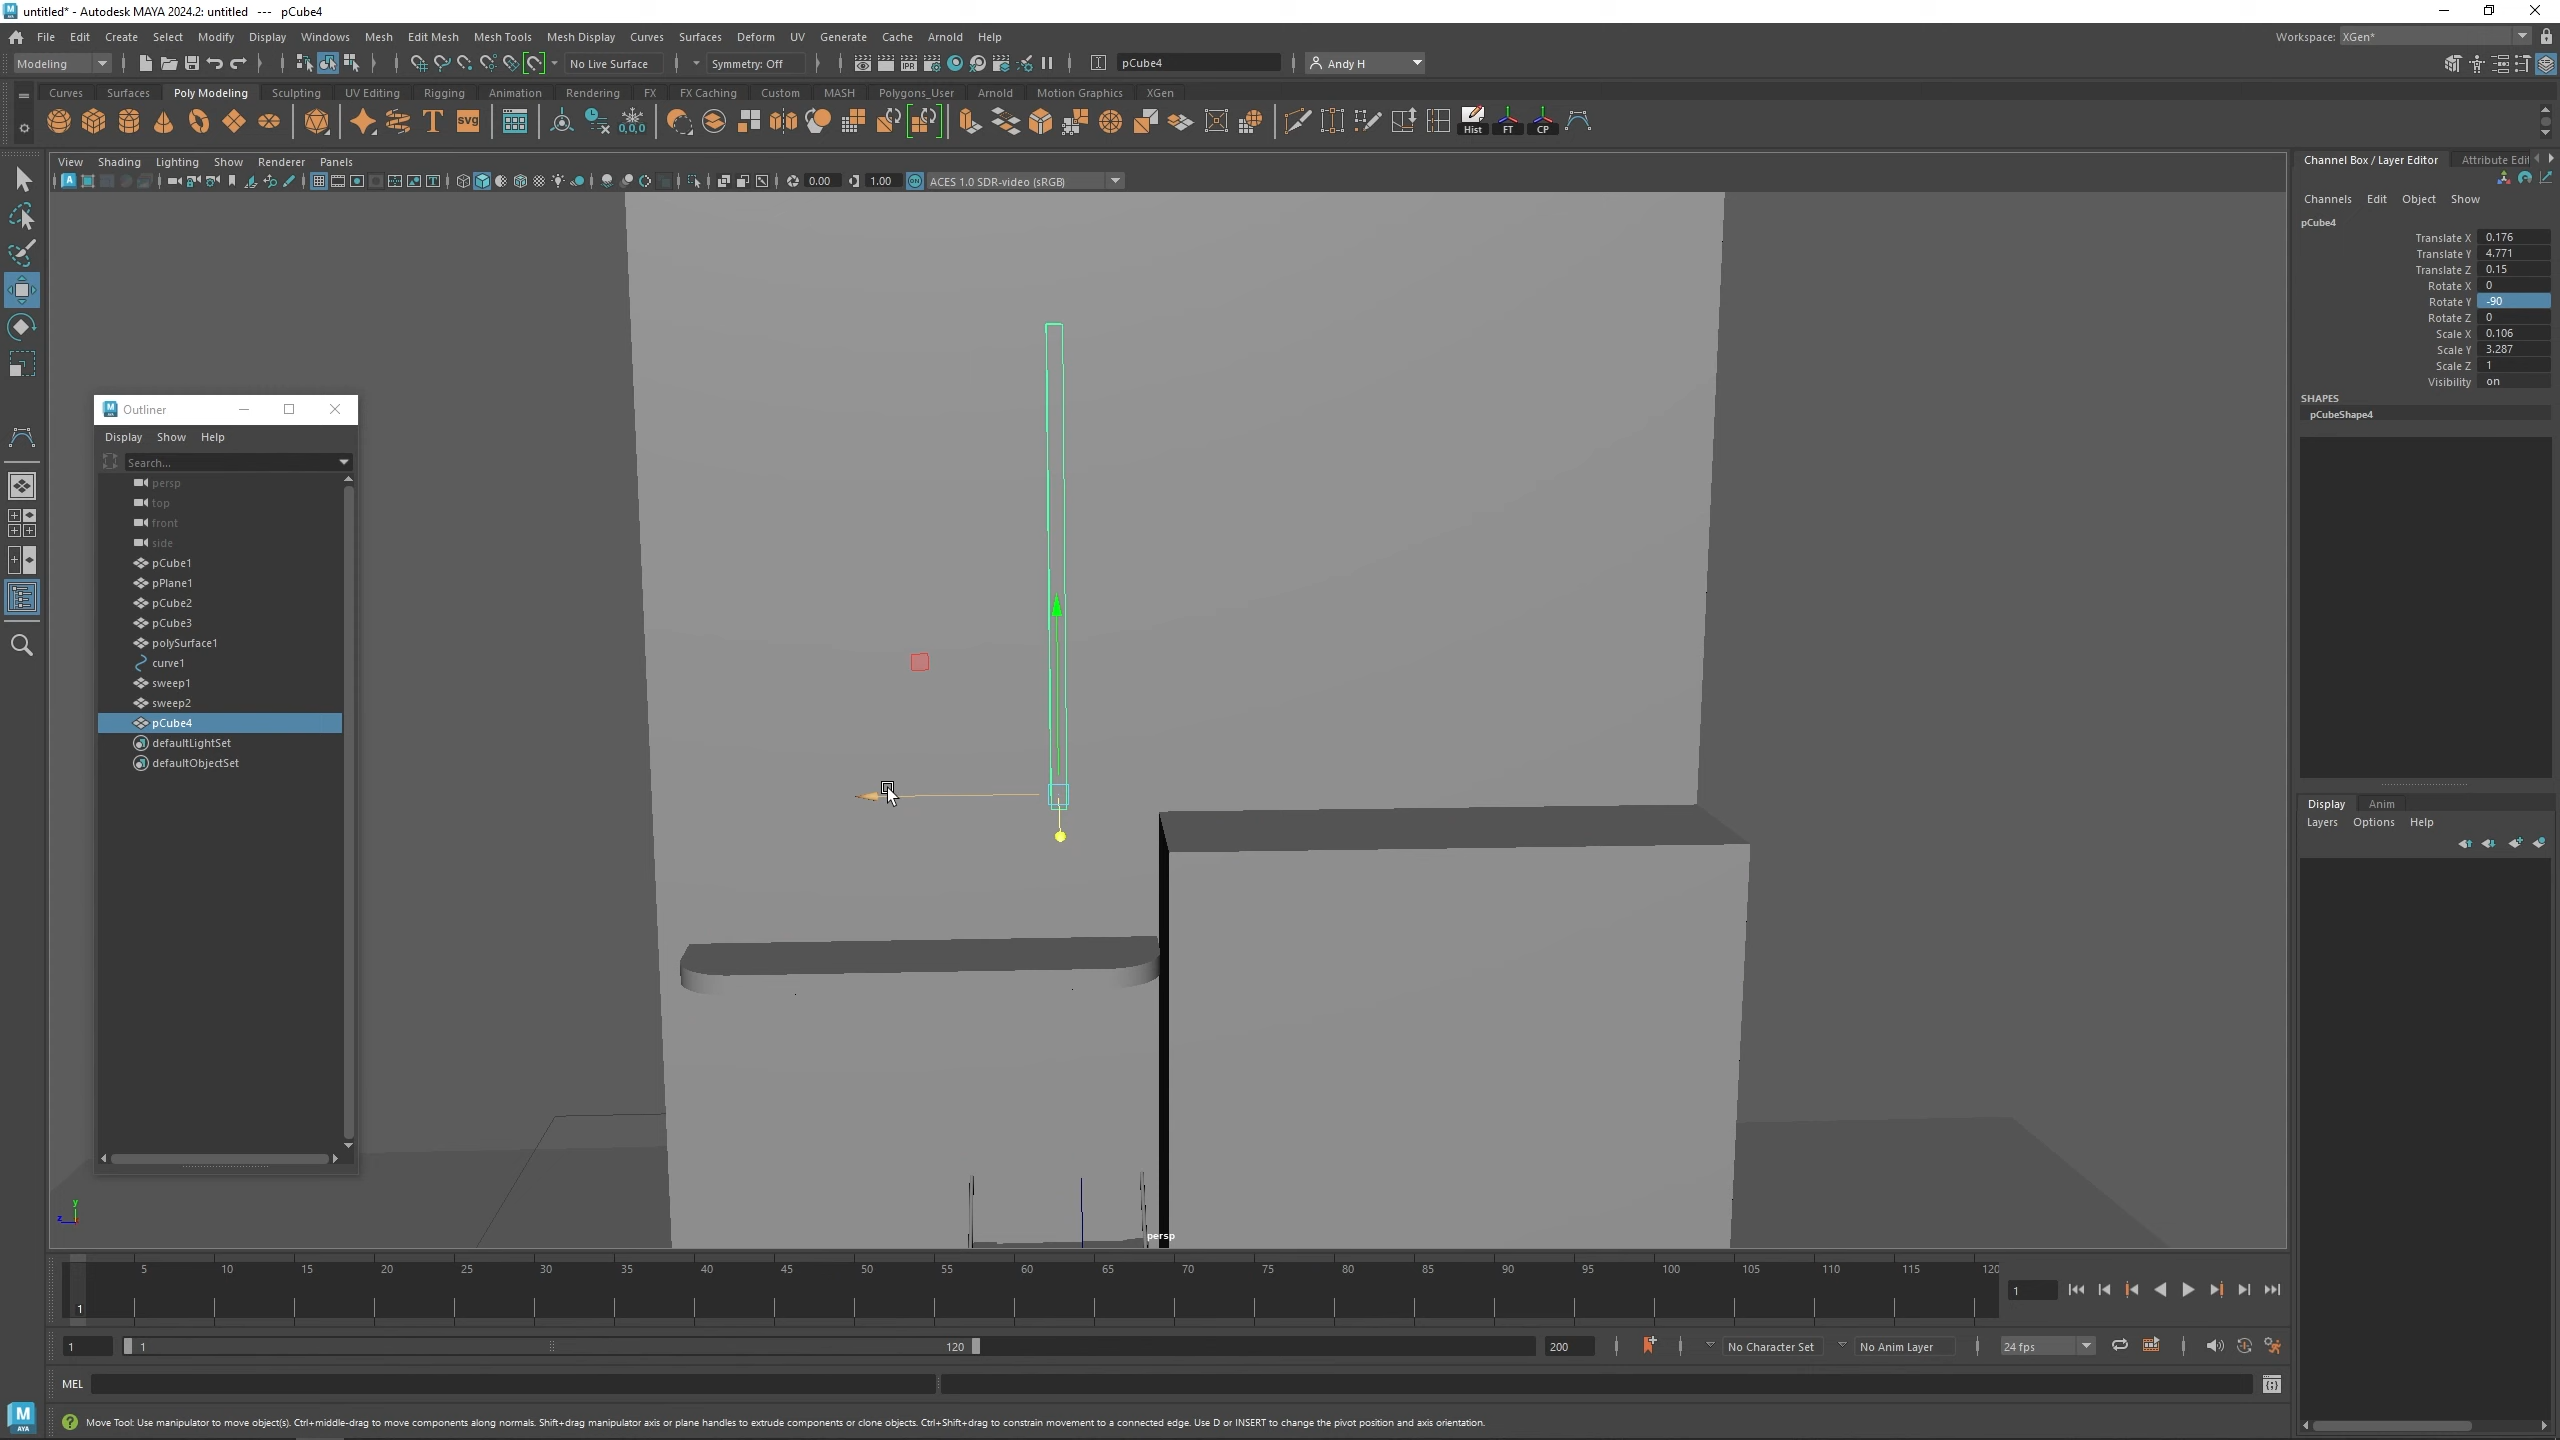 untitled* - Autodesk MAYA 2024.2: untitled --- pCube4
File Edit Create Select Modify Display Windows Mesh Edit Mesh Mesh Tools Mesh Display Curves Surfaces Deform UV Generate Cache Arnold Help
Workspace: XGen*
Modeling
No Live Surface
Symmetry: Off
pCube4
Andy H
Curves Surfaces Poly Modeling Sculpting UV Editing Rigging Animation Rendering FX FX Caching Custom MASH Polygons_User Arnold Motion Graphics XGen
T svg 0,0,0 Hist FT CP
View Shading Lighting Show Renderer Panels
0.00 1.00 ON ACES 1.0 SDR-video (sRGB)
Channel Box / Layer Editor Attribute Edit
Channels Edit Object Show
pCube4
Translate X 0.176
Translate Y 4.771
Translate Z 0.15
Rotate X 0
Rotate Y -90
Rotate Z 0
Scale X 0.106
Scale Y 3.287
Scale Z 1
Visibility on
SHAPES
pCubeShape4
Outliner
Display Show Help
Search...
persp
top
front
side
pCube1
pPlane1
pCube2
pCube3
polySurface1
curve1
sweep1
sweep2
pCube4
defaultLightSet
defaultObjectSet
Display Anim
Layers Options Help
y
z
persp
5 10 15 20 25 30 35 40 45 50 55 60 65 70 75 80 85 90 95 100 105 110 115 120
1
1
1 1 120 200 No Character Set No Anim Layer 24 fps
MEL
Move Tool: Use manipulator to move object(s). Ctrl+middle-drag to move components along normals. Shift+drag manipulator axis or plane handles to extrude components or clone objects. Ctrl+Shift+drag to constrain movement to a connected edge. Use D or INSERT to change the pivot position and axis orientation.
M
AYA